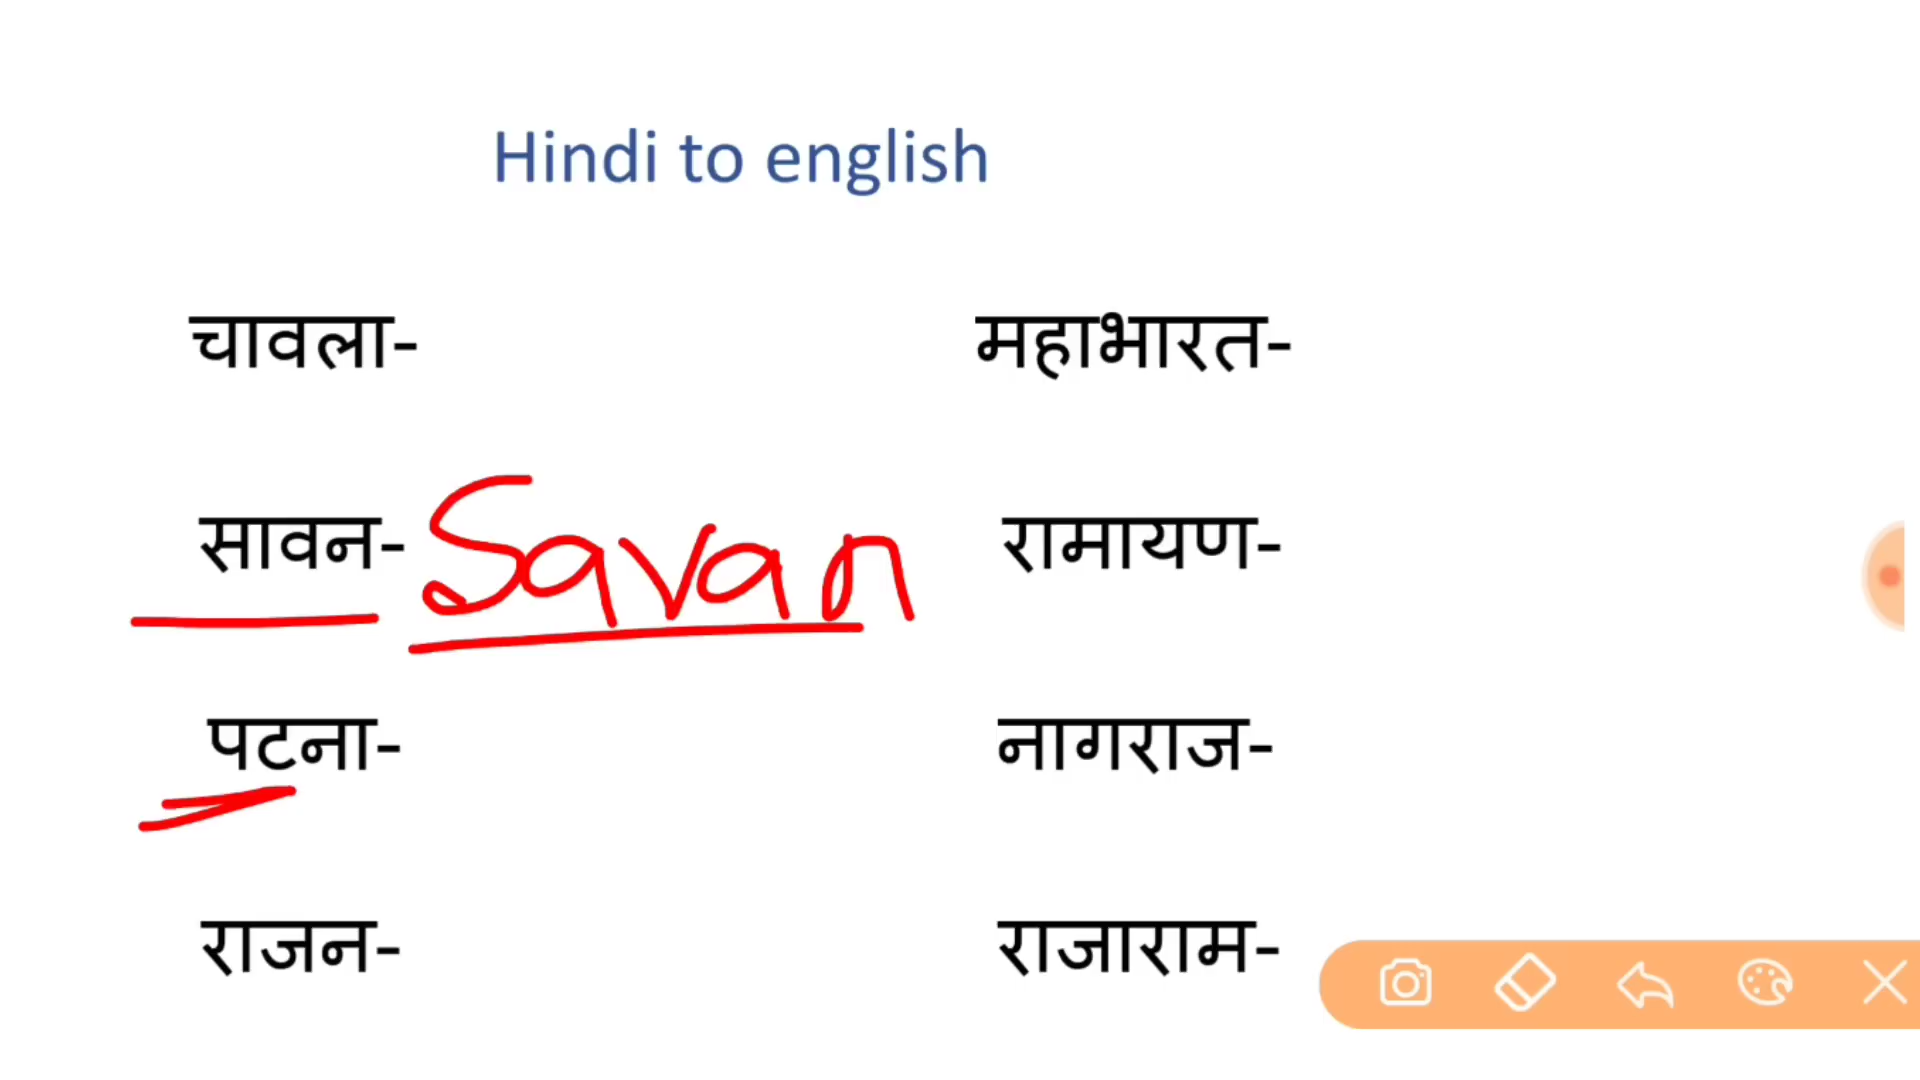 Hindi to english
चावला- महाभारत-
सावन- Savan रामायण-
पटना- नागराज-
राजन- राजाराम-